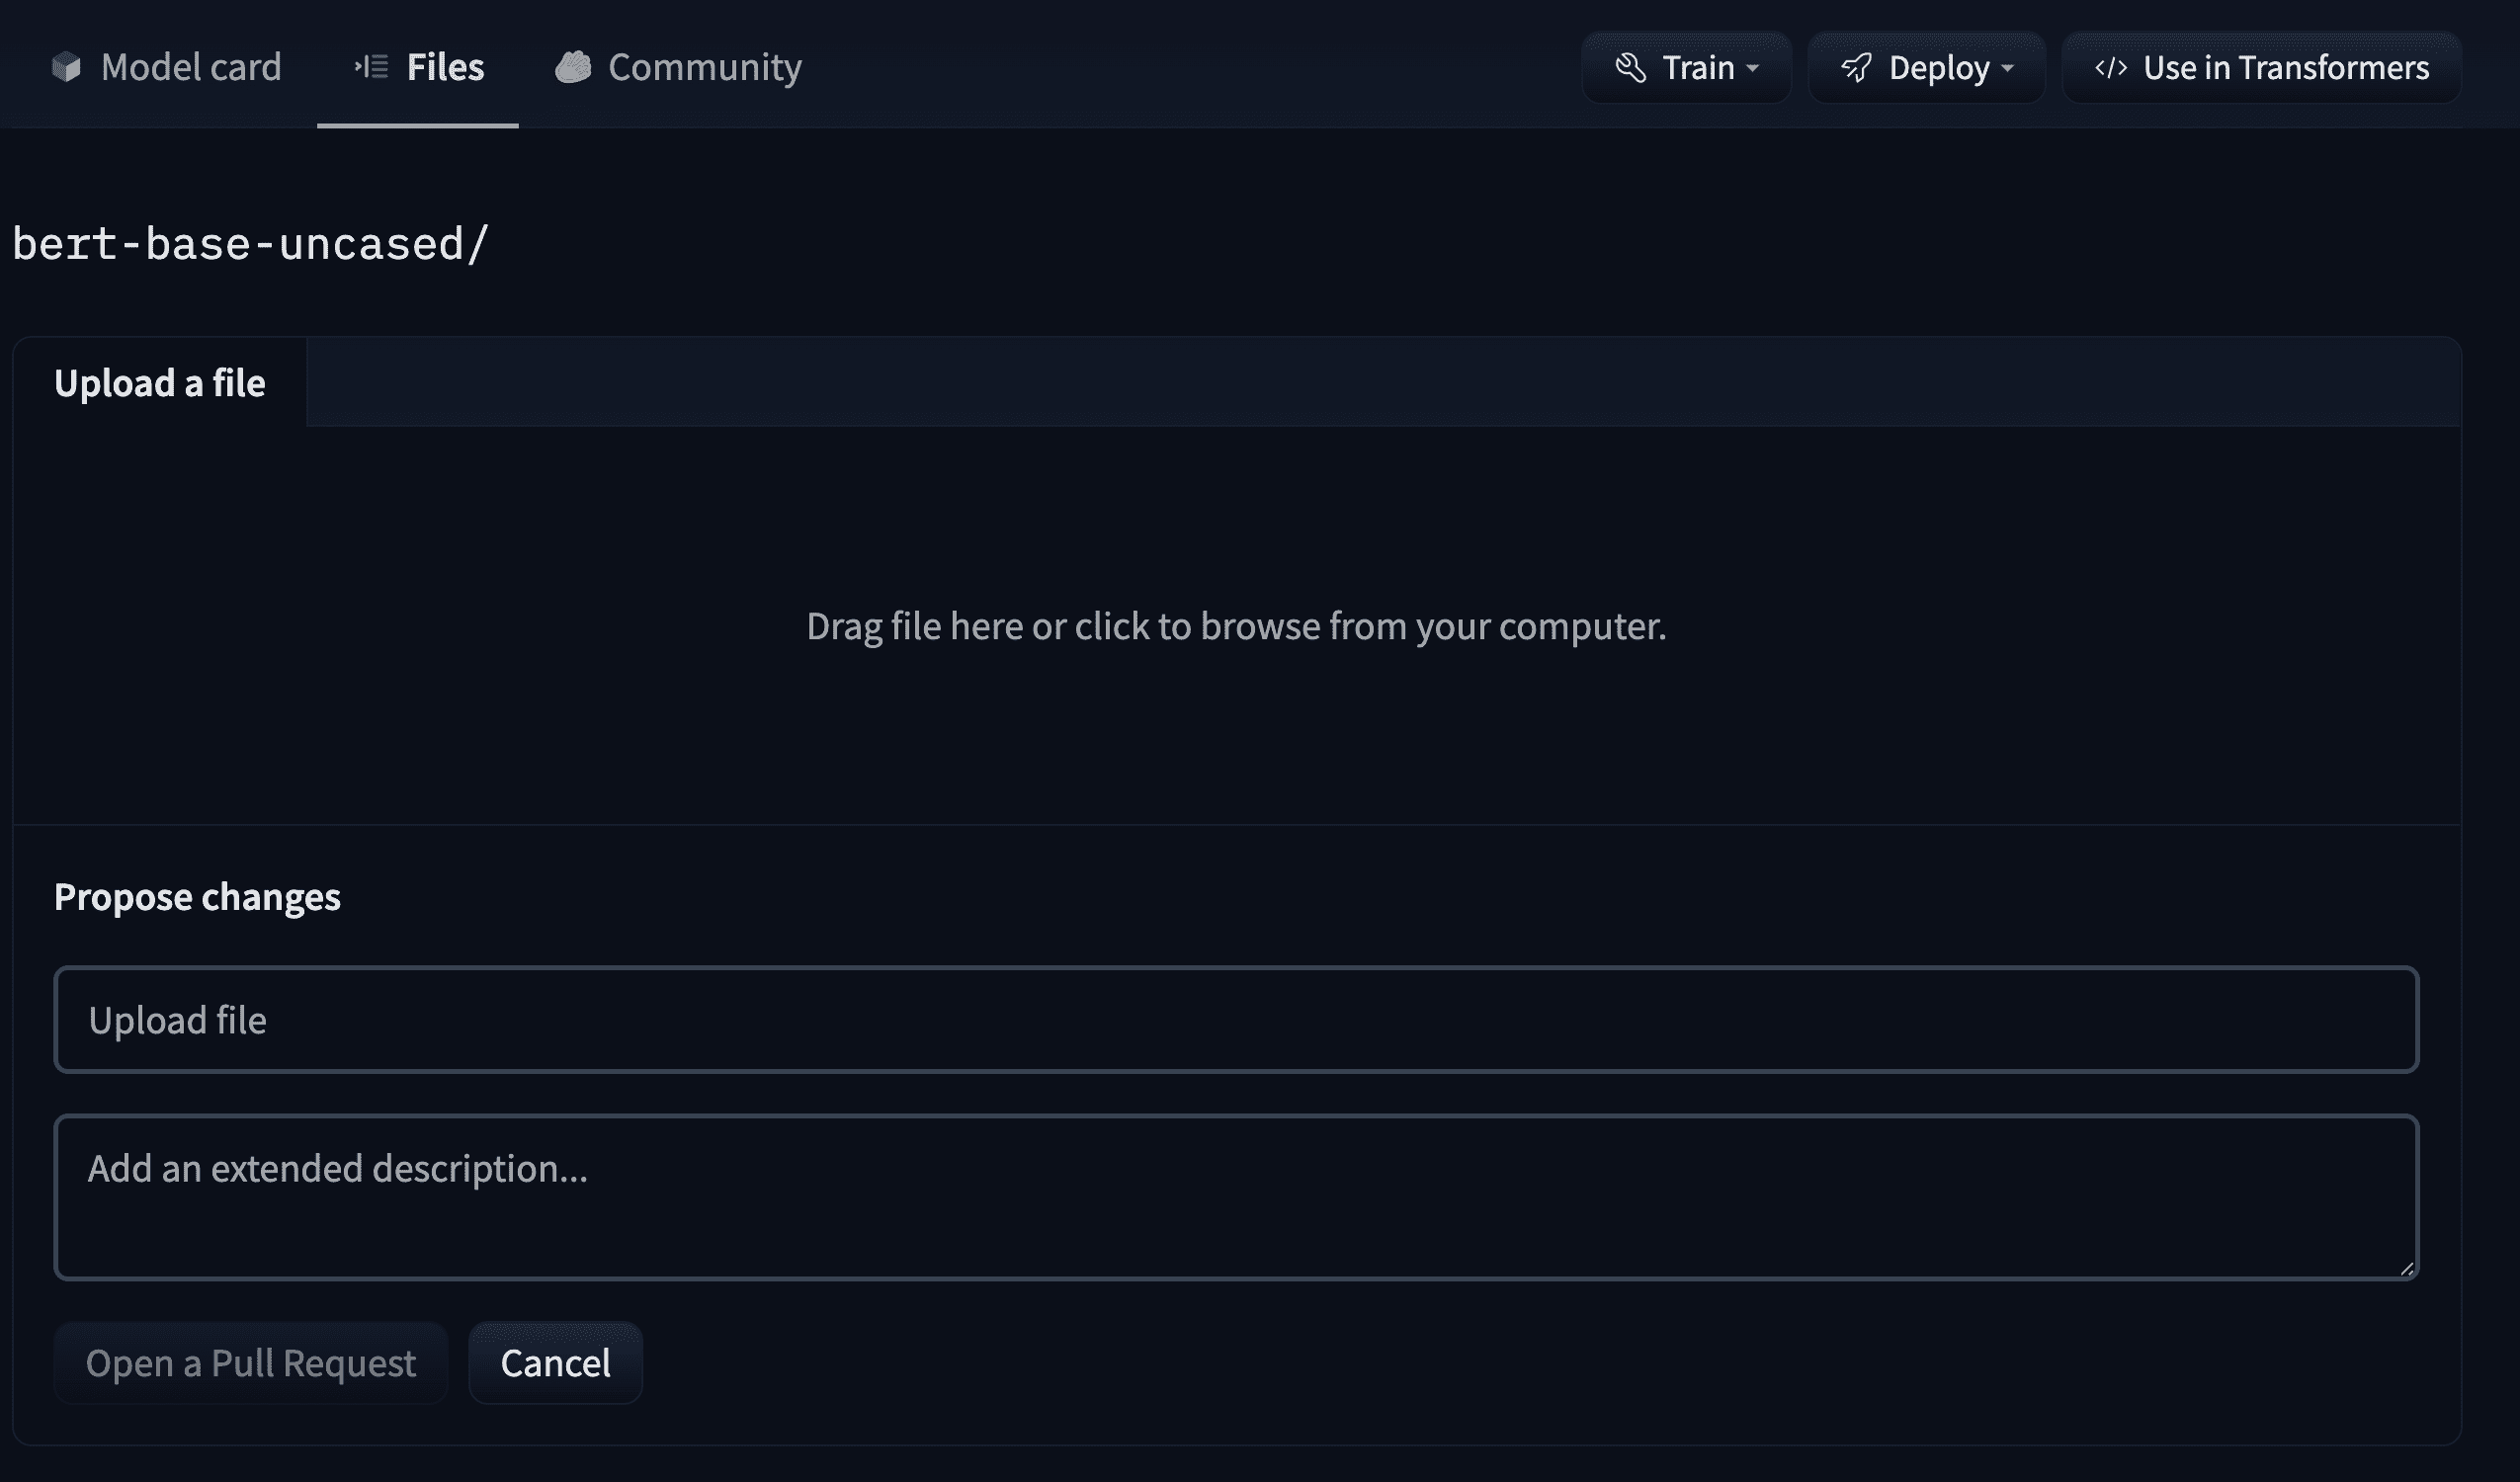 Model card Files Community Train Deploy </> Use in Transformers
bert-base-uncased/
Upload a file
Drag file here or click to browse from your computer.
Propose changes
Upload file
Add an extended description...
Open a Pull Request Cancel